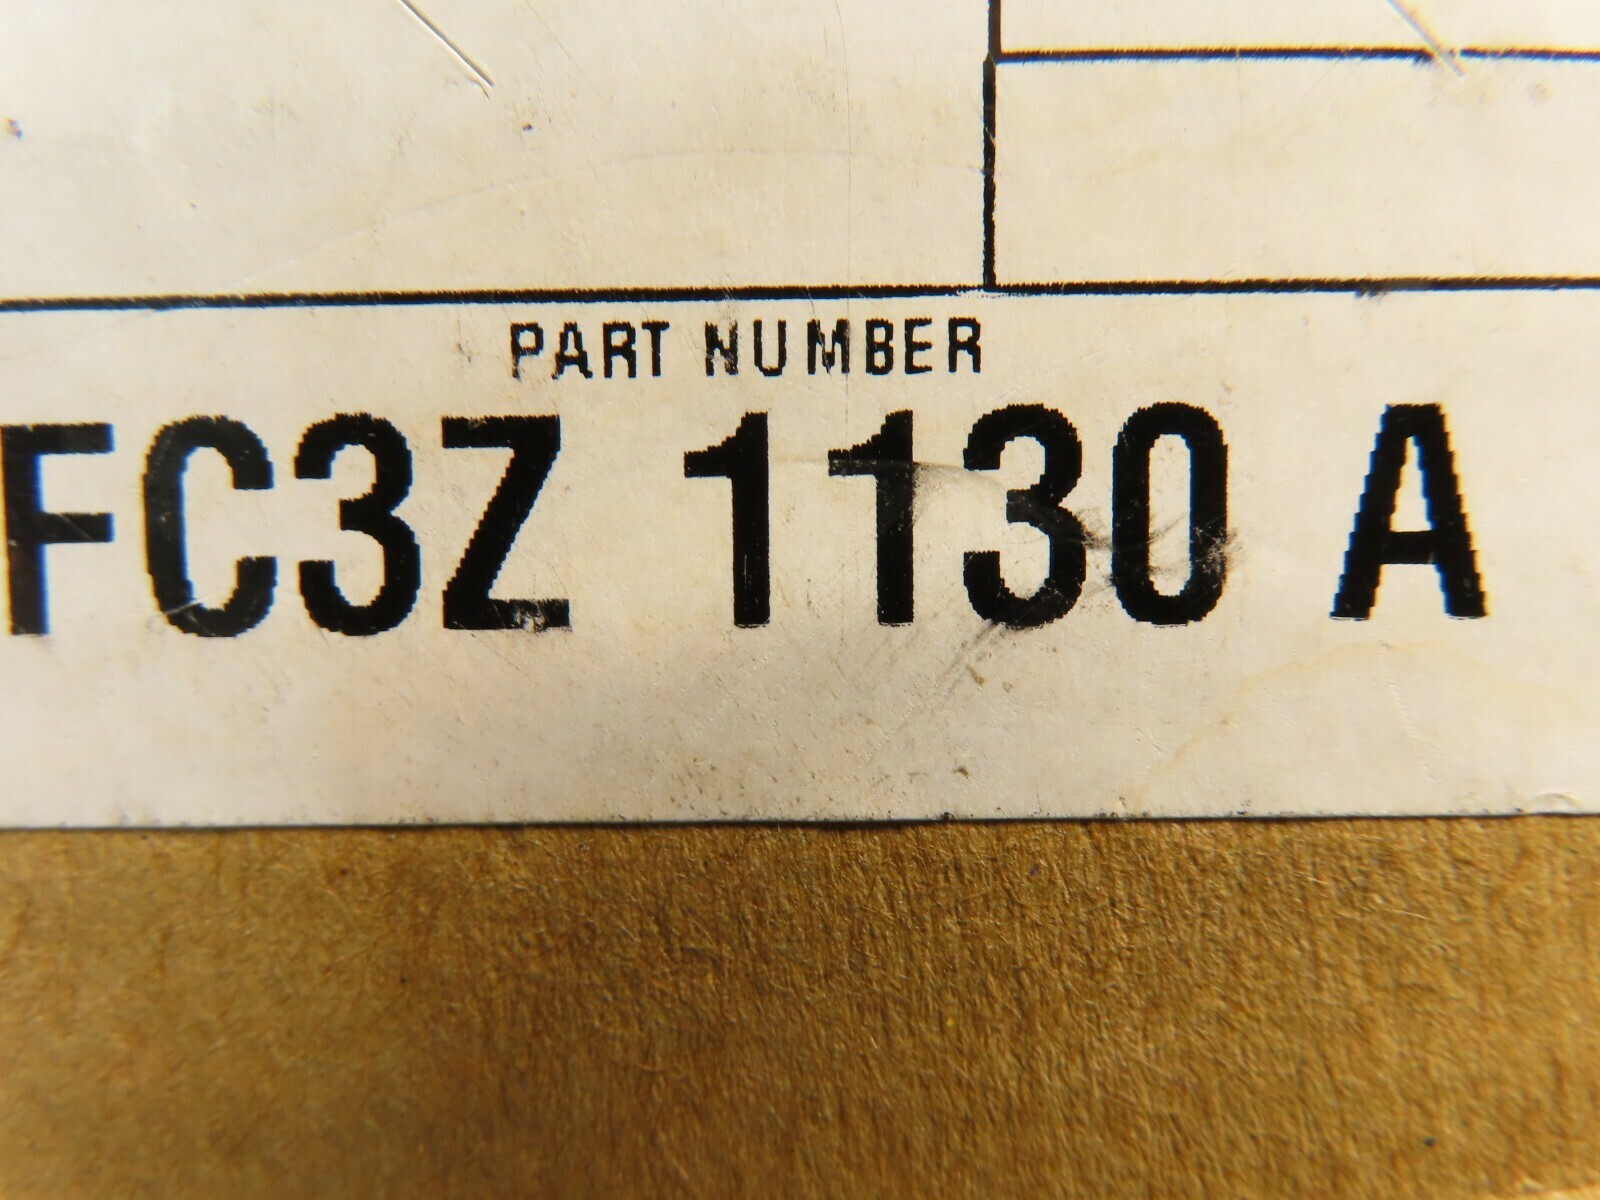 PART NUMBER
FC3Z 1130 A